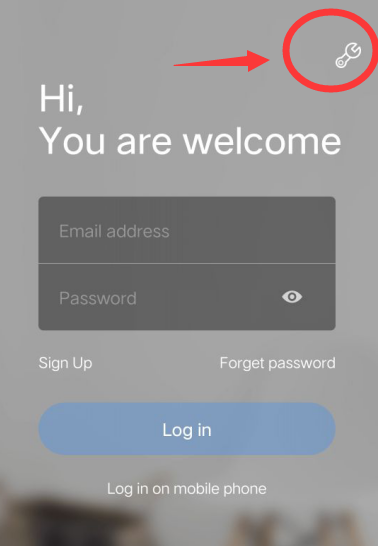 Hi,
You are welcome
Email address
Password
Sign Up Forget password
Log in
Log in on mobile phone